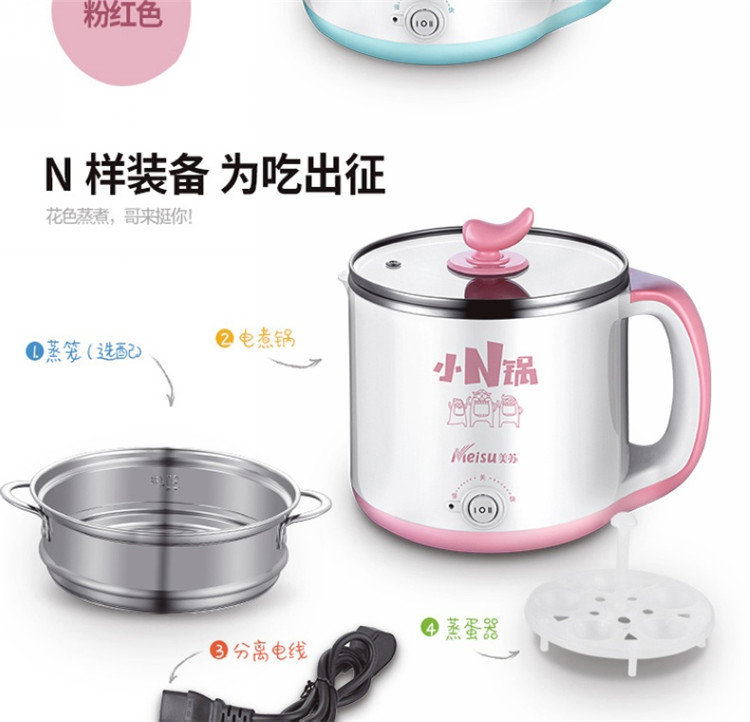 粉红色
N 样装备 为吃出征
花色蒸煮，哥来挺你!
1 蒸笼(选配)
2 电煮锅
小N锅
Meisu美苏
3 分离电线
4 蒸蛋器